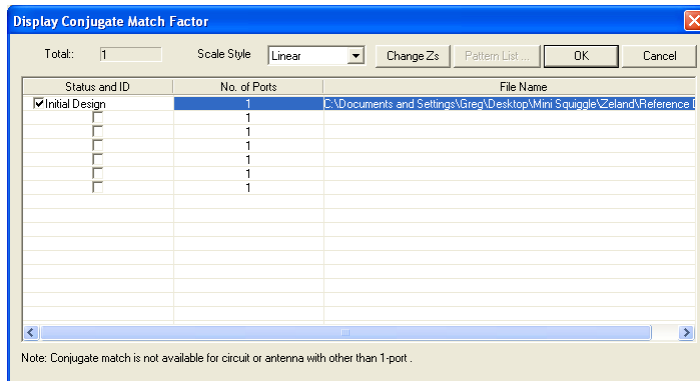 Display Conjugate Match Factor
Total:: 1 Scale Style Linear Change Zs Pattern List ... OK Cancel
Status and ID No. of Ports File Name
Initial Design 1 C:\Documents and Settings\Greg\Desktop\Mini Squiggle\Zeland\Reference
1
1
1
1
1
1
Note: Conjugate match is not available for circuit or antenna with other than 1-port .